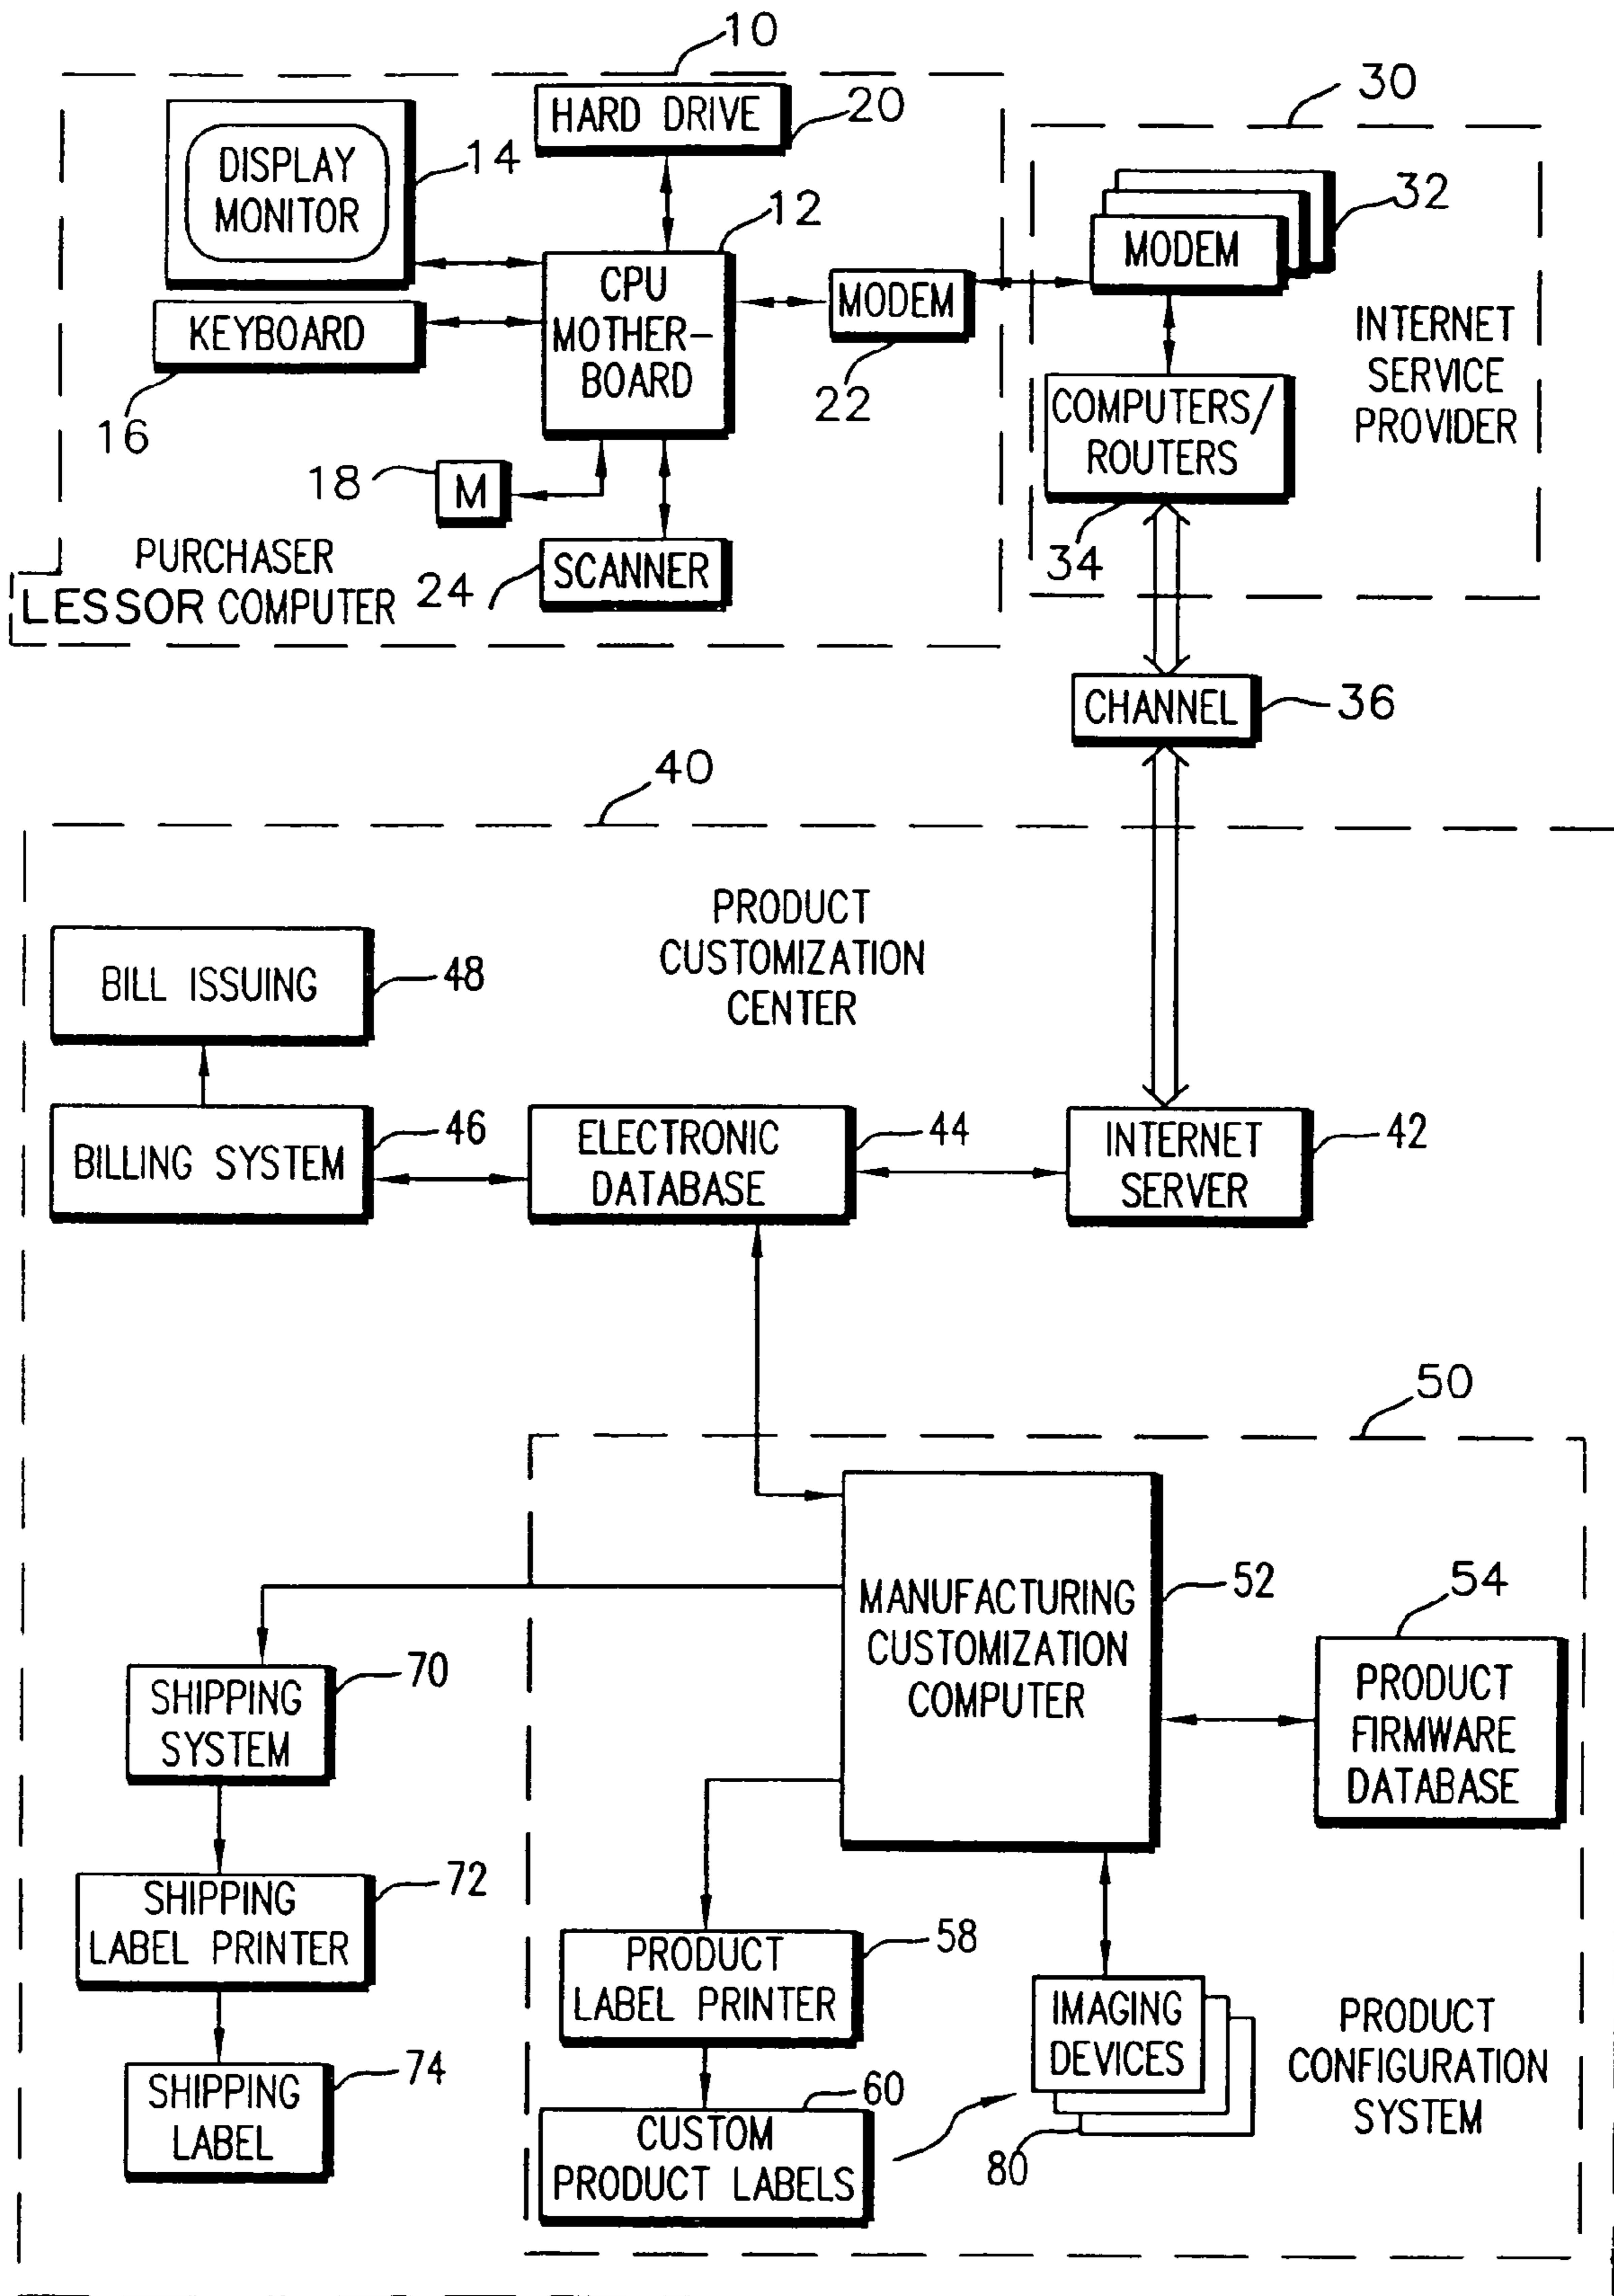 10
HARD DRIVE
20
DISPLAY
MONITOR
14
12
CPU
MOTHER-
BOARD
KEYBOARD
16
MODEM
22
18
M
24
SCANNER
PURCHASER
LESSOR COMPUTER
30
32
MODEM
INTERNET
SERVICE
PROVIDER
COMPUTERS/
ROUTERS
34
CHANNEL
36
40
PRODUCT
CUSTOMIZATION
CENTER
BILL ISSUING
48
BILLING SYSTEM
46
ELECTRONIC
DATABASE
44
INTERNET
SERVER
42
50
MANUFACTURING
CUSTOMIZATION
COMPUTER
52
54
PRODUCT
FIRMWARE
DATABASE
SHIPPING
SYSTEM
70
SHIPPING
LABEL PRINTER
72
SHIPPING
LABEL
74
PRODUCT
LABEL PRINTER
58
60
CUSTOM
PRODUCT LABELS
IMAGING
DEVICES
80
PRODUCT
CONFIGURATION
SYSTEM